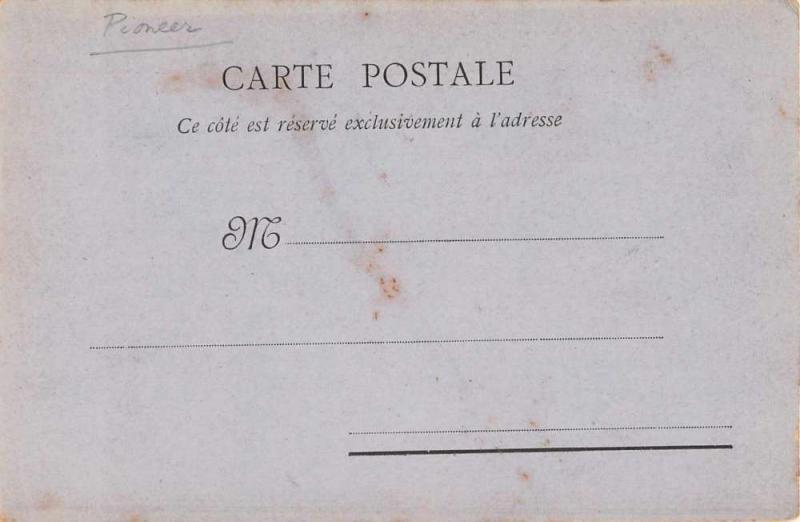 Pioneer
CARTE POSTALE
Ce côté est réservé exclusivement à l'adresse
M